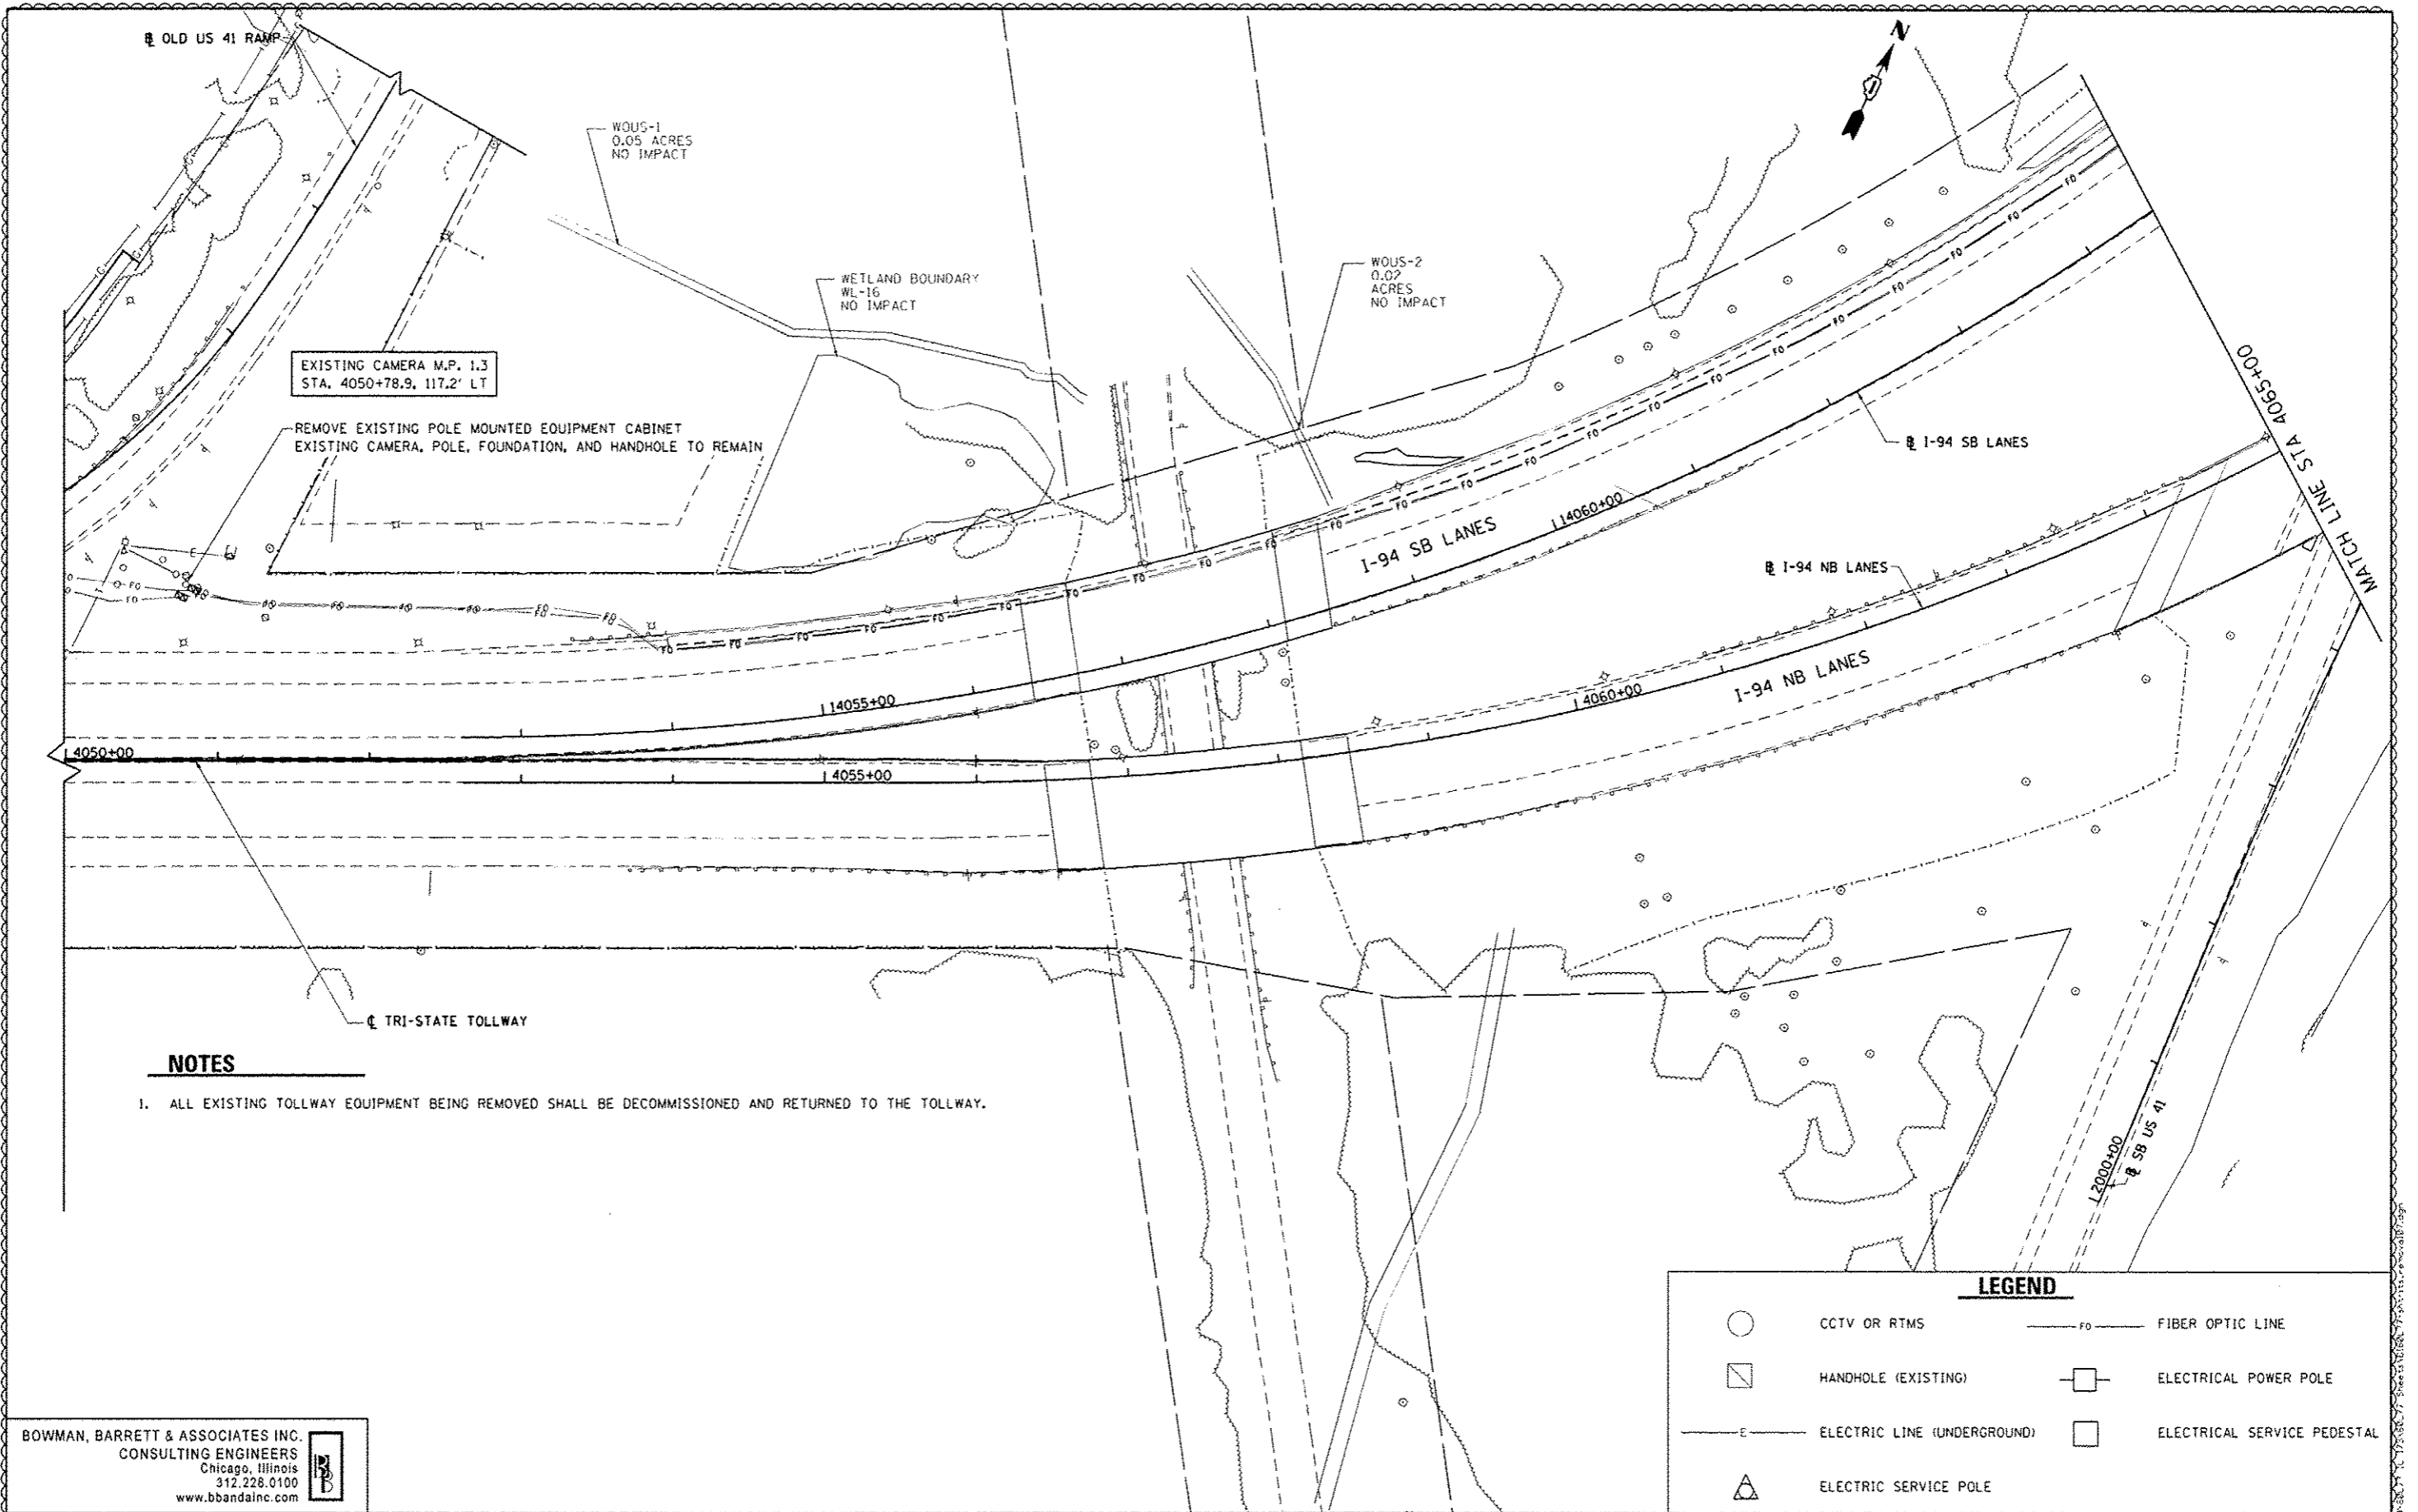 ℄ OLD US 41 RAMP
N
WOUS-1
0.05 ACRES
NO IMPACT
WETLAND BOUNDARY
WL-16
NO IMPACT
WOUS-2
0.02
ACRES
NO IMPACT
EXISTING CAMERA M.P. 1.3
STA. 4050+78.9, 117.2' LT
REMOVE EXISTING POLE MOUNTED EQUIPMENT CABINET
EXISTING CAMERA, POLE, FOUNDATION, AND HANDHOLE TO REMAIN
MATCH LINE STA 4065+00
℄ I-94 SB LANES
14060+00
I-94 SB LANES
℄ I-94 NB LANES
I-94 NB LANES
4060+00
14055+00
4050+00
4055+00
℄ TRI-STATE TOLLWAY
NOTES
1. ALL EXISTING TOLLWAY EQUIPMENT BEING REMOVED SHALL BE DECOMMISSIONED AND RETURNED TO THE TOLLWAY.
2000+00
℄ SB US 41
LEGEND
CCTV OR RTMS
FO
FIBER OPTIC LINE
HANDHOLE (EXISTING)
ELECTRICAL POWER POLE
E
ELECTRIC LINE (UNDERGROUND)
ELECTRICAL SERVICE PEDESTAL
ELECTRIC SERVICE POLE
BOWMAN, BARRETT & ASSOCIATES INC.
CONSULTING ENGINEERS
Chicago, Illinois
312.228.0100
www.bbandainc.com